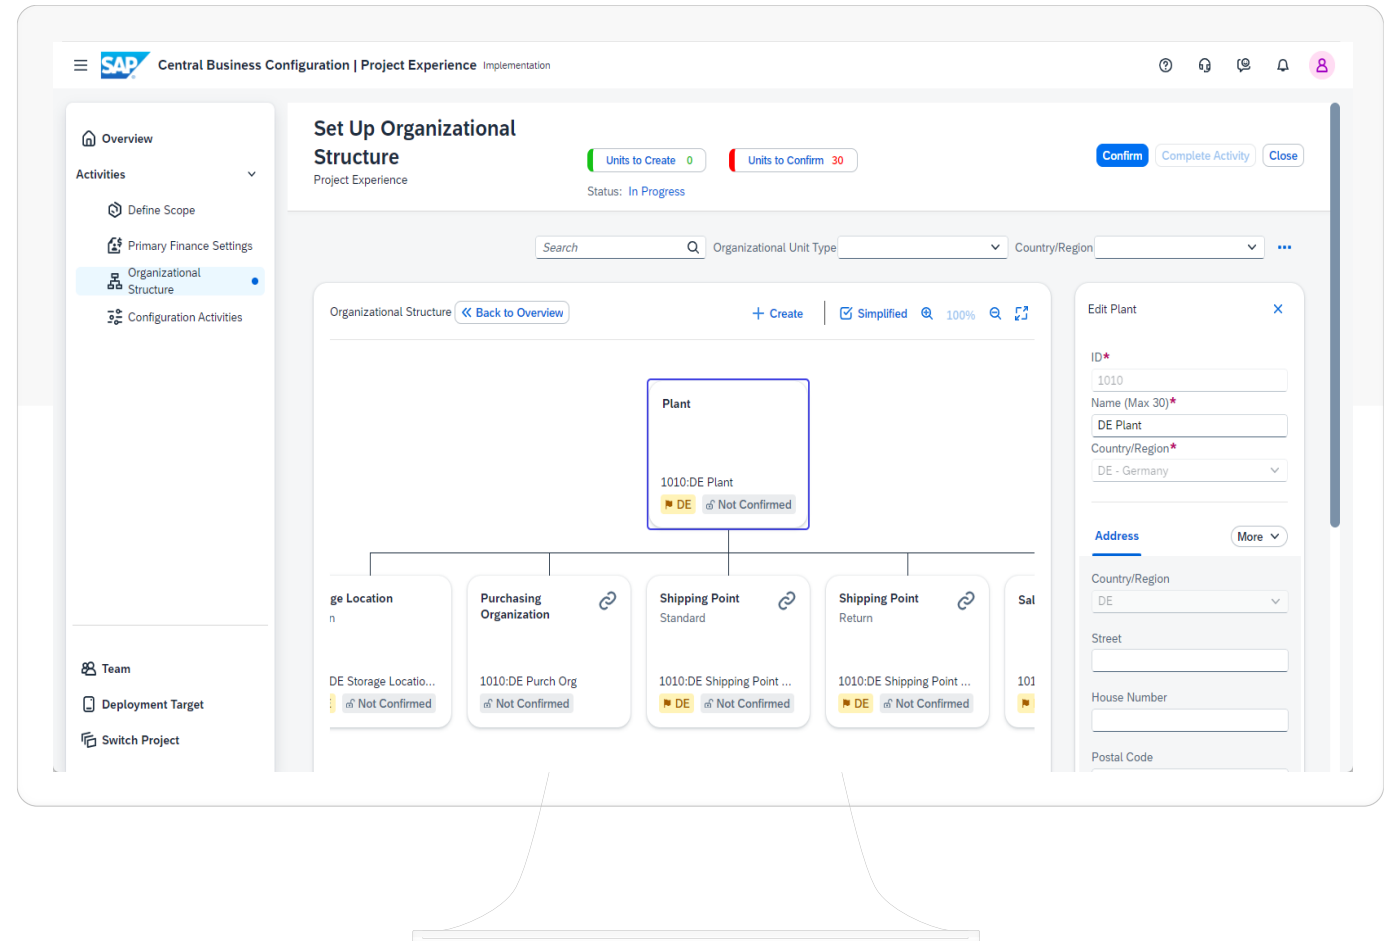 SAP
Central Business Configuration | Project Experience Implementation
Overview
Activities
Define Scope
Primary Finance Settings
Organizational
Structure
Configuration Activities
Team
Deployment Target
Switch Project
Set Up Organizational
Structure
Project Experience
Units to Create 0
Units to Confirm 30
Status: In Progress
Confirm
Complete Activity
Close
Search
Organizational Unit Type
Country/Region
Organizational Structure
Back to Overview
Create
Simplified
100%
Plant
1010:DE Plant
DE
Not Confirmed
ge Location
n
DE Storage Locatio...
Not Confirmed
Purchasing
Organization
1010:DE Purch Org
Not Confirmed
Shipping Point
Standard
1010:DE Shipping Point ...
DE
Not Confirmed
Shipping Point
Return
1010:DE Shipping Point ...
DE
Not Confirmed
Sal
101
Edit Plant
ID*
1010
Name (Max 30)*
DE Plant
Country/Region*
DE - Germany
Address
More
Country/Region
DE
Street
House Number
Postal Code